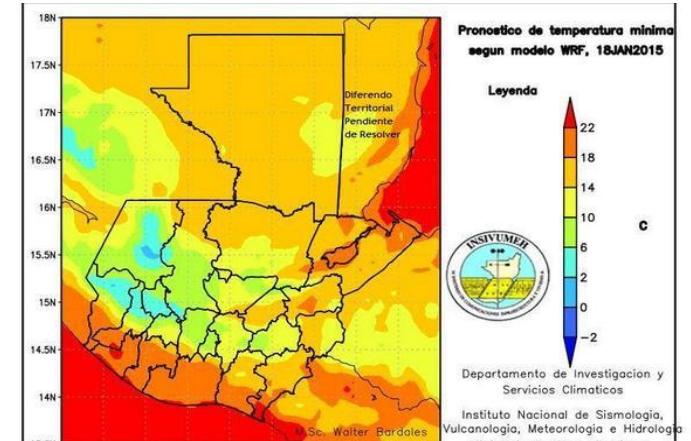 18N
17.5N
17N
16.5N
16N
15.5N
15N
14.5N
14N
Diferendo
Territorial
Pendiente
de Resolver
M.Sc. Walter Bardales
Pronostico de temperatura minima
segun modelo WRF, 18JAN2015
Leyenda
22
18
14
10
6
2
0
−2
C
INSIVUMEH
Departamento de Investigacion y
Servicios Climaticos
Instituto Nacional de Sismologia,
Vulcanologia, Meteorologia e Hidrologia